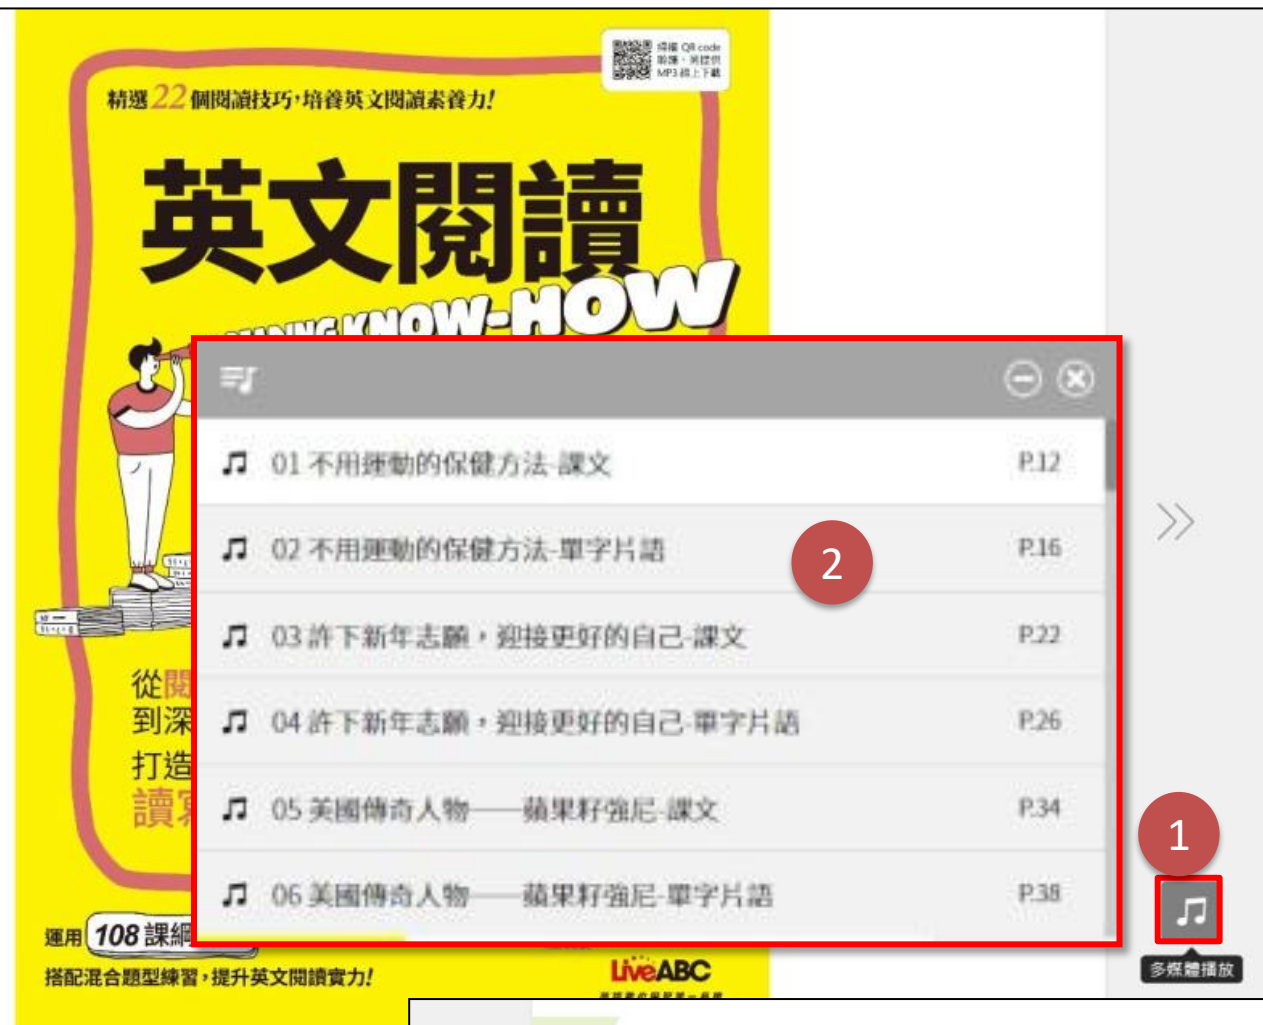 掃描 QR code
MP3 線上下載
精選22個閱讀技巧，培養英文閱讀素養力!
英文閱讀
KNOW-HOW
01 不用運動的保健方法-課文 P.12
02 不用運動的保健方法-單字片語 P.16
2
03 許下新年志願，迎接更好的自己-課文 P.22
04 許下新年志願，迎接更好的自己-單字片語 P.26
05 美國傳奇人物——蘋果籽強尼-課文 P.34
06 美國傳奇人物——蘋果籽強尼-單字片語 P.38
從閱
到深
打造
讀寫
1
多媒體播放
運用 108 課綱
搭配混合題型練習，提升英文閱讀實力!
LiveABC